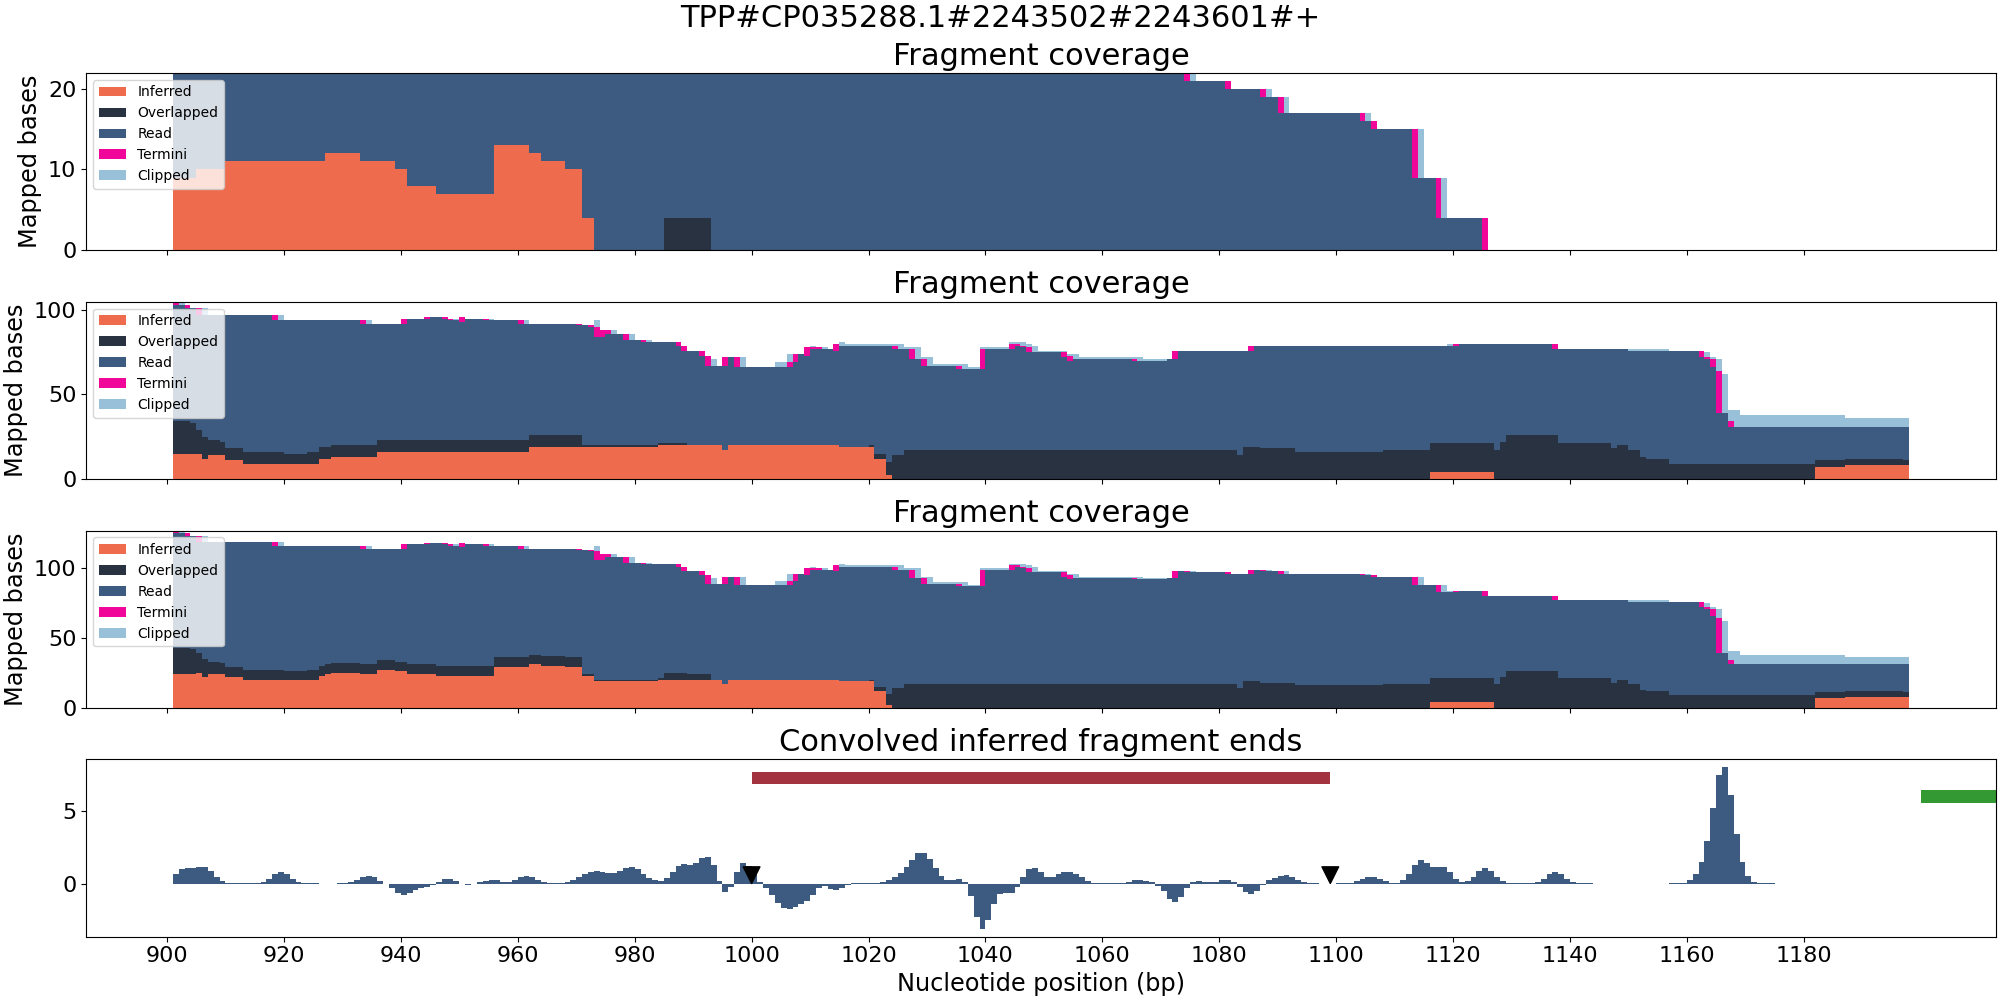 TPP#CP035288.1#2243502#2243601#+
Fragment coverage
Mapped bases
20
10
0
Inferred
Overlapped
Read
Termini
Clipped
Fragment coverage
Mapped bases
100
50
0
Inferred
Overlapped
Read
Termini
Clipped
Fragment coverage
Mapped bases
100
50
0
Inferred
Overlapped
Read
Termini
Clipped
Convolved inferred fragment ends
5
0
900 920 940 960 980 1000 1020 1040 1060 1080 1100 1120 1140 1160 1180
Nucleotide position (bp)